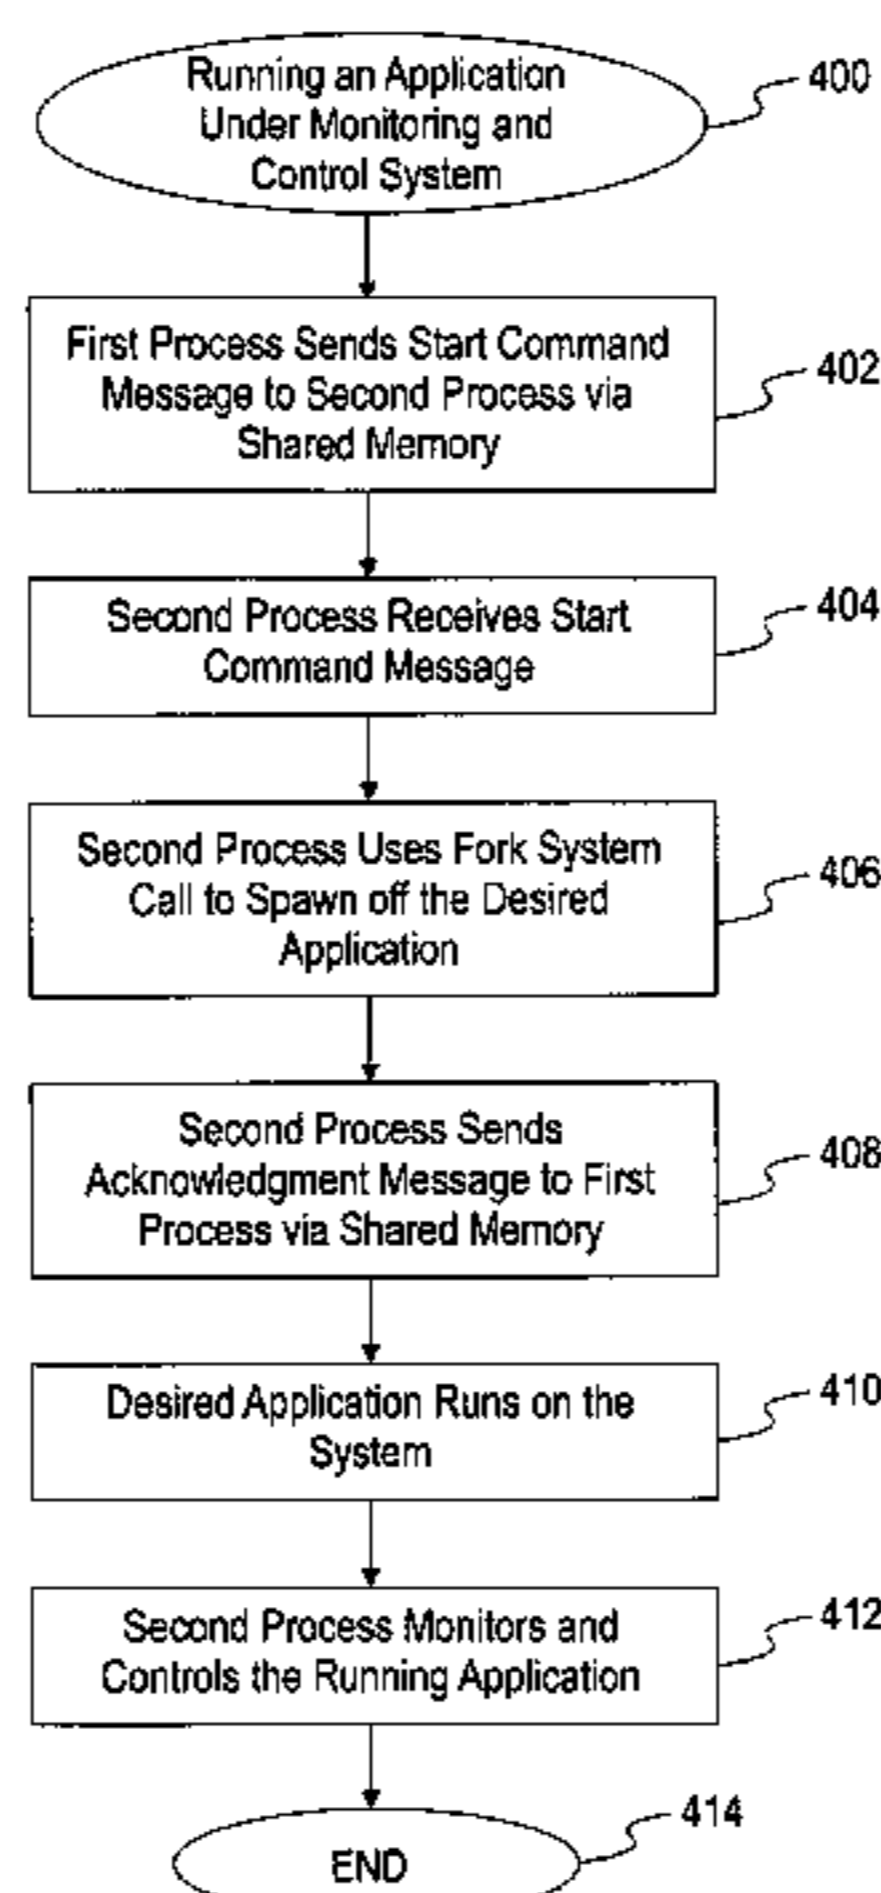 Running an Application
Under Monitoring and
Control System
400
First Process Sends Start Command
Message to Second Process via
Shared Memory
402
Second Process Receives Start
Command Message
404
Second Process Uses Fork System
Call to Spawn off the Desired
Application
406
Second Process Sends
Acknowledgment Message to First
Process via Shared Memory
408
Desired Application Runs on the
System
410
Second Process Monitors and
Controls the Running Application
412
END
414